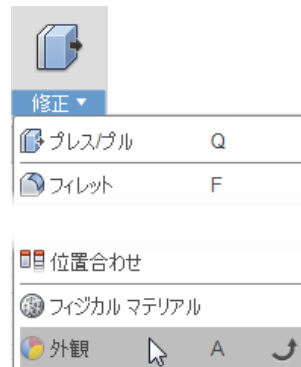 修正 ▼
プレス/プル Q
フィレット F
位置合わせ
フィジカル マテリアル
外観 A